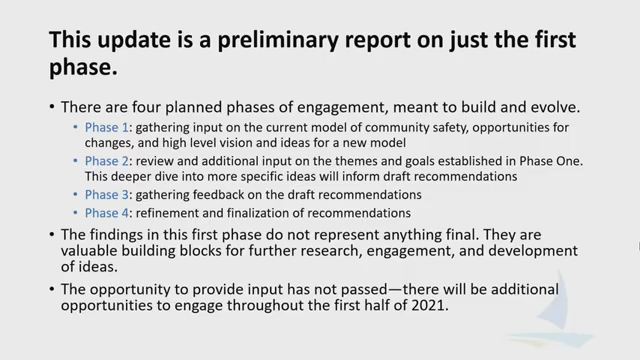 This update is a preliminary report on just the first
phase.
• There are four planned phases of engagement, meant to build and evolve.
• Phase 1: gathering input on the current model of community safety, opportunities for
changes, and high level vision and ideas for a new model
• Phase 2: review and additional input on the themes and goals established in Phase One.
This deeper dive into more specific ideas will inform draft recommendations
• Phase 3: gathering feedback on the draft recommendations
• Phase 4: refinement and finalization of recommendations
• The findings in this first phase do not represent anything final. They are
valuable building blocks for further research, engagement, and development
of ideas.
• The opportunity to provide input has not passed—there will be additional
opportunities to engage throughout the first half of 2021.